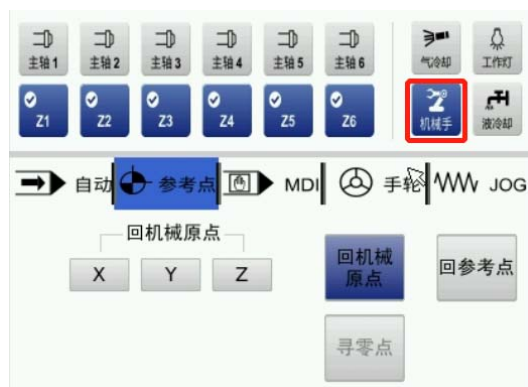 主轴1 主轴2 主轴3 主轴4 主轴5 主轴6 气冷却 工作灯
Z1 Z2 Z3 Z4 Z5 Z6 机械手 液冷却
自动 参考点 MDI 手轮 JOG
回机械原点
X Y Z
回机械
原点
回参考点
寻零点